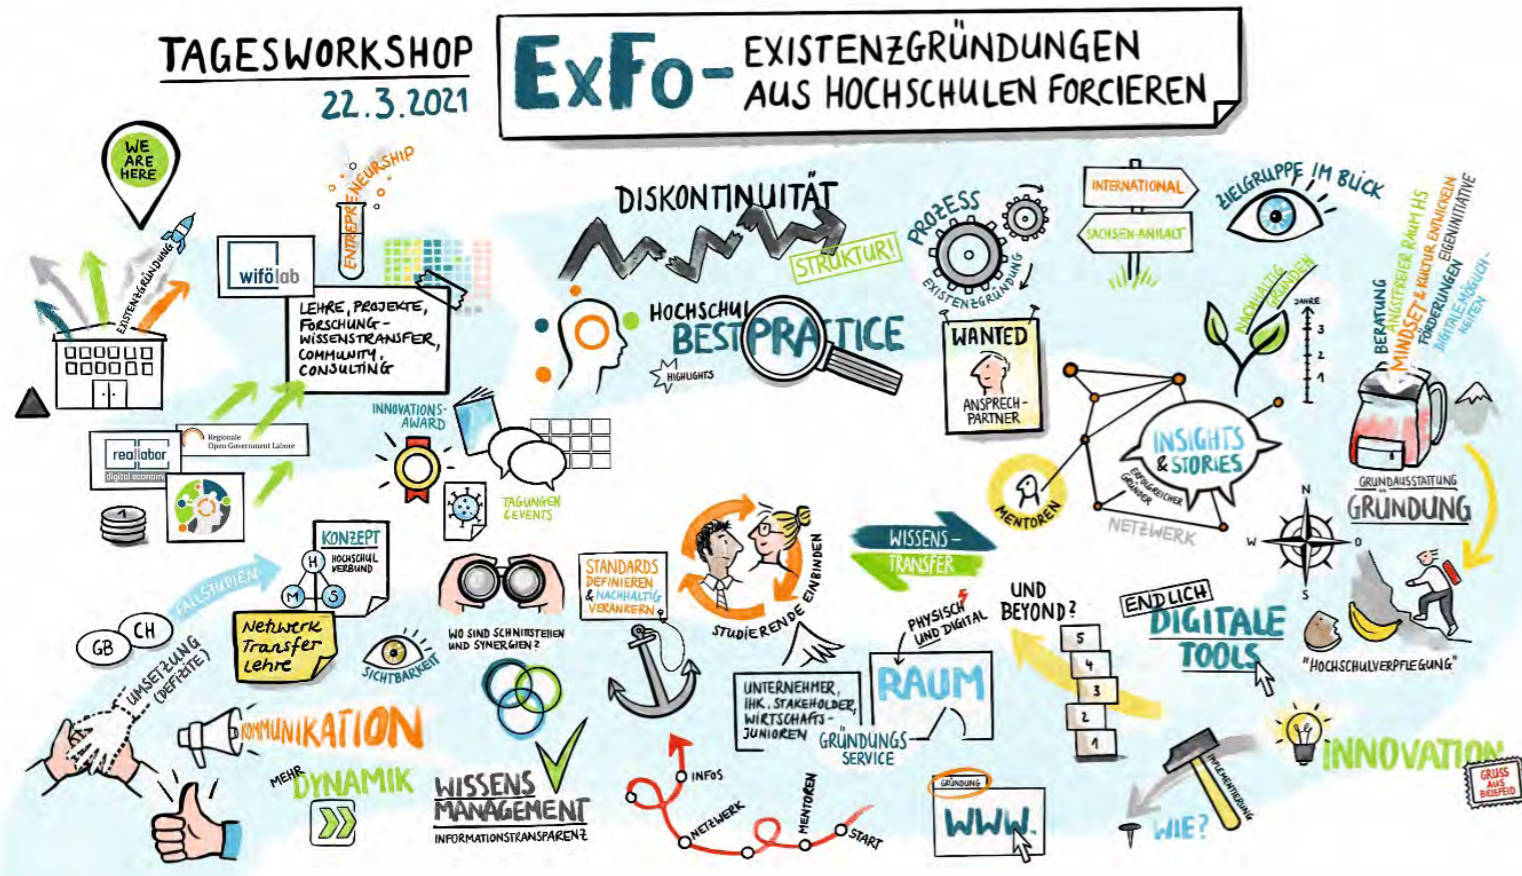 TAGESWORKSHOP
22.3.2021
ExFo-
EXISTENZGRÜNDUNGEN
AUS HOCHSCHULEN FORCIEREN
WE
ARE
HERE
EXISTENZGRÜNDUNG
wifölab
ENTREPRENEURSHIP
LEHRE, PROJEKTE,
FORSCHUNG-
WISSENSTRANSFER,
COMMUNITY,
CONSULTING
DISKONTINUITÄT
STRUKTUR!
HOCHSCHUL
BEST PRACTICE
HIGHLIGHTS
PROZESS
EXISTENZGRÜNDUNG
WANTED
ANSPRECH-
PARTNER
INTERNATIONAL
SACHSEN-ANHALT
ZIELGRUPPE IM BLICK
NACHHALTIG
GRÜNDEN
JAHRE
3
2
1
BERATUNG
ANGSTFREIER RAUM HS
MINDSET & KULTUR ENTWICKELN
FÖRDERUNGEN
EIGENINITIATIVE
DIGITALE MÖGLICH-
KEITEN
GRUNDAUSSTATTUNG
GRÜNDUNG
reallabor
digital economy
Regionale
Open Government Labore
1
INNOVATIONS-
AWARD
TAGUNGEN
& EVENTS
INSIGHTS
& STORIES
ERFOLGREICHER
GRÜNDER
MENTOREN
NETZWERK
N
W
O
S
KONZEPT
HOCHSCHUL
VERBUND
H
M
S
FALLSTUDIEN
GB
CH
UMSETZUNG
(DEFIZITE)
Netzwerk
Transfer
Lehre
SICHTBARKEIT
WO SIND SCHNITTSTELLEN
UND SYNERGIEN?
STANDARDS
DEFINIEREN
& NACHHALTIG
VERANKERN
STUDIERENDE EINBINDEN
WISSENS-
TRANSFER
PHYSISCH
UND DIGITAL
RAUM
UNTERNEHMER,
IHK, STAKEHOLDER,
WIRTSCHAFTS-
JUNIOREN
GRÜNDUNGS
SERVICE
UND
BEYOND?
5
4
3
2
1
ENDLICH
DIGITALE
TOOLS
"HOCHSCHULVERPFLEGUNG"
KOMMUNIKATION
MEHR
DYNAMIK
WISSENS
MANAGEMENT
INFORMATIONSTRANSPARENZ
INFOS
NETZWERK
MENTOREN
START
GRÜNDUNG
WWW.
WIE?
IMPLEMENTIERUNG
INNOVATION
GRUSS
AUS
BIELEFELD